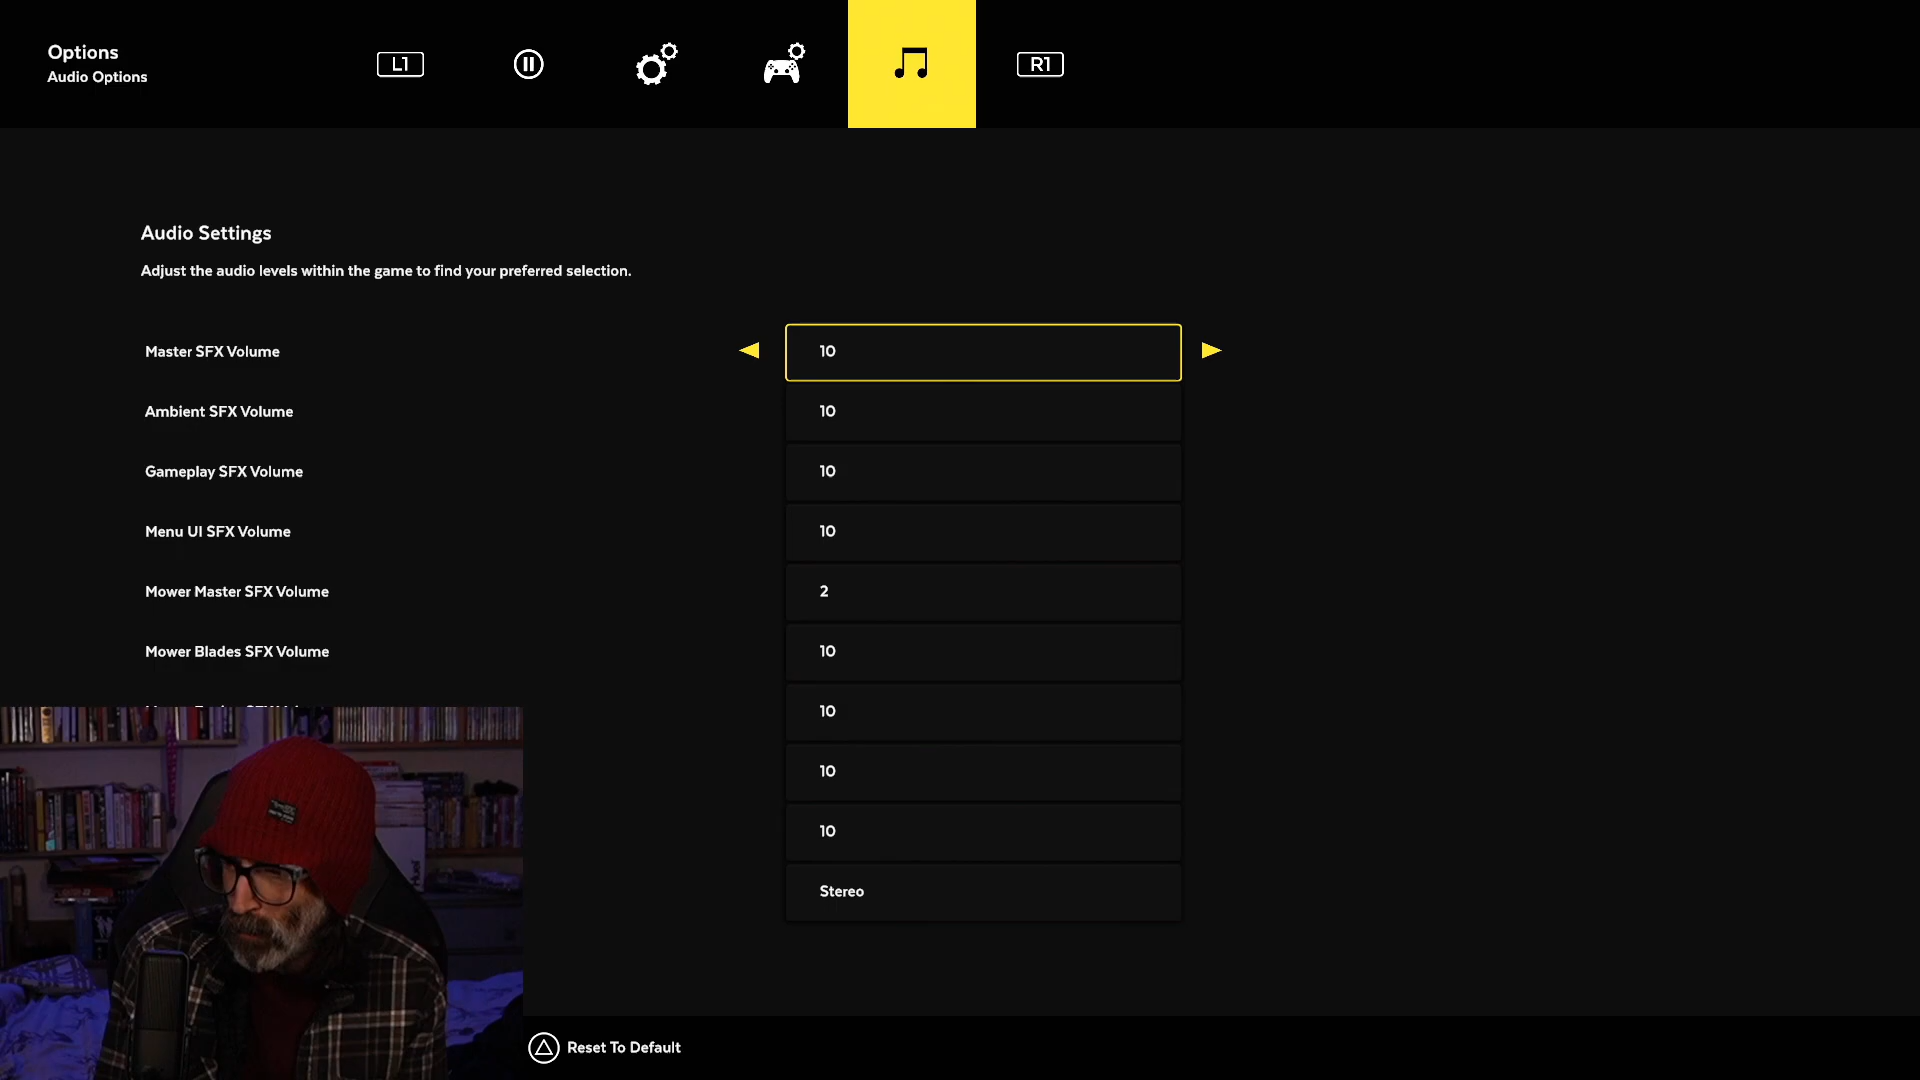 Options
Audio Options
L1
R1
Audio Settings
Adjust the audio levels within the game to find your preferred selection.
Master SFX Volume
10
Ambient SFX Volume
10
Gameplay SFX Volume
10
Menu UI SFX Volume
10
Mower Master SFX Volume
2
Mower Blades SFX Volume
10
10
10
10
Stereo
Reset To Default